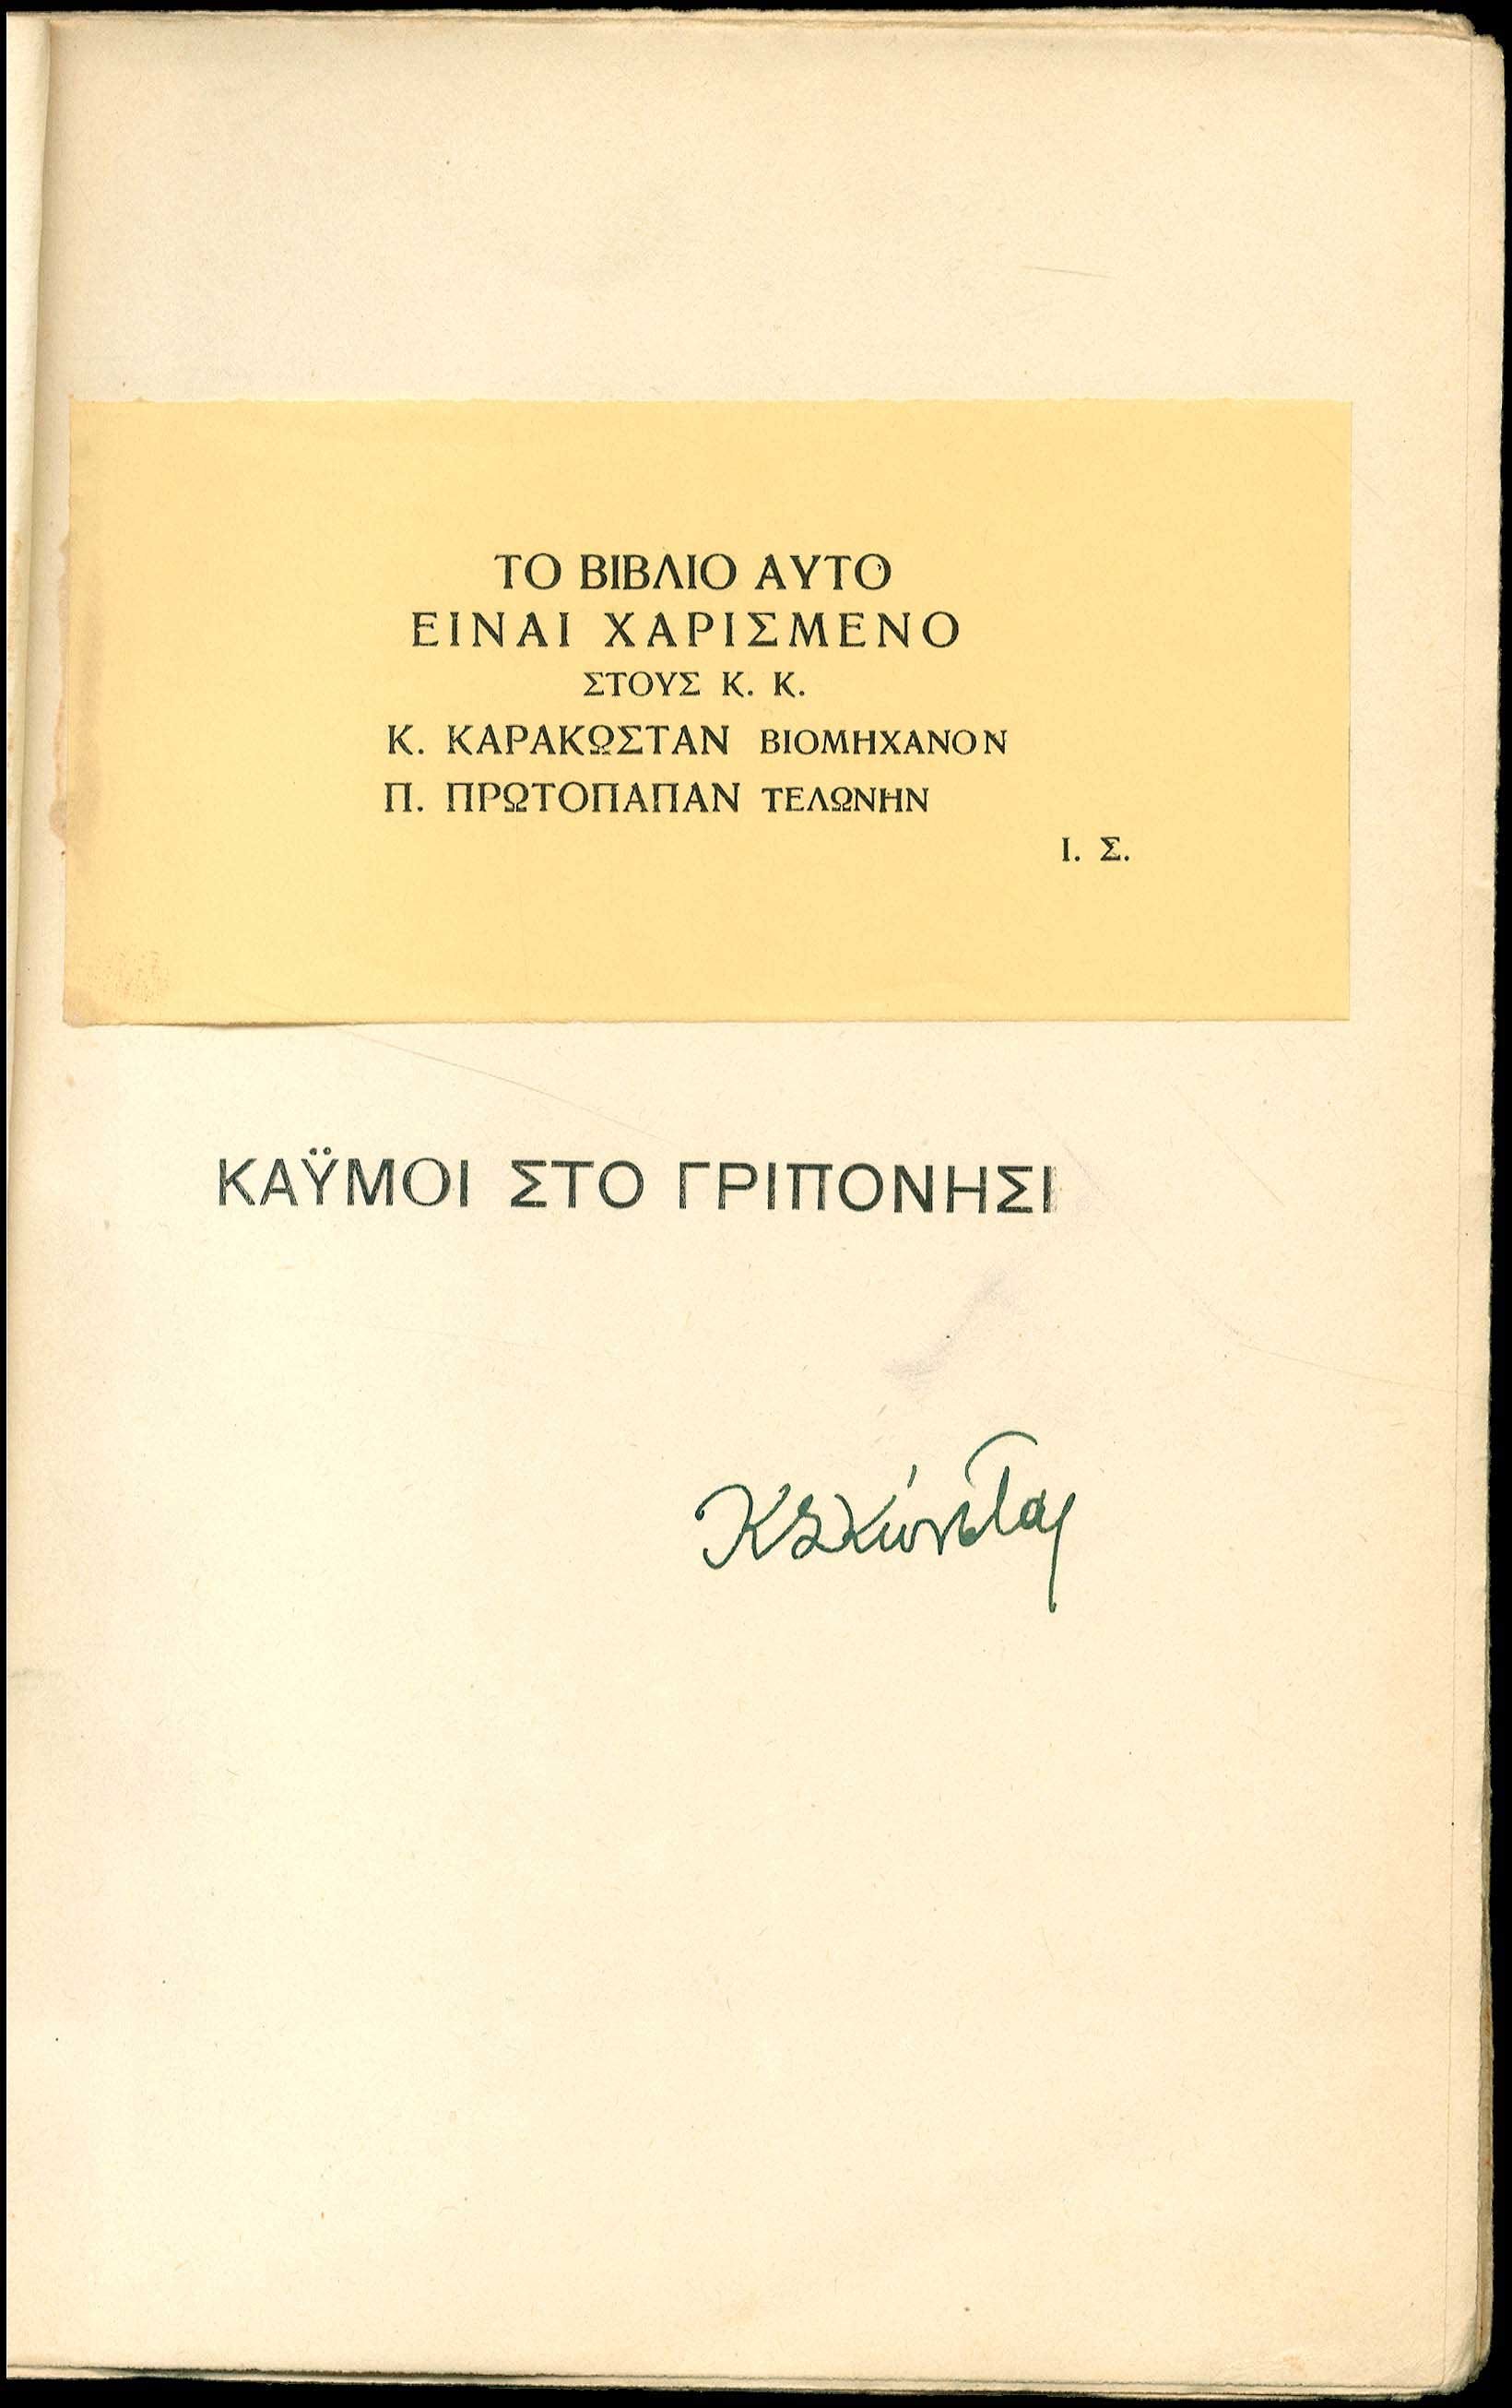 ΤΟ ΒΙΒΛΙΟ ΑΥΤΟ
ΕΙΝΑΙ ΧΑΡΙΣΜΕΝΟ
ΣΤΟΥΣ Κ. Κ.
Κ. ΚΑΡΑΚΩΣΤΑΝ ΒΙΟΜΗΧΑΝΟΝ
Π. ΠΡΩΤΟΠΑΠΑΝ ΤΕΛΩΝΗΝ
Ι. Σ.
ΚΑΫΜΟΙ ΣΤΟ ΓΡΙΠΟΝΗΣΙ